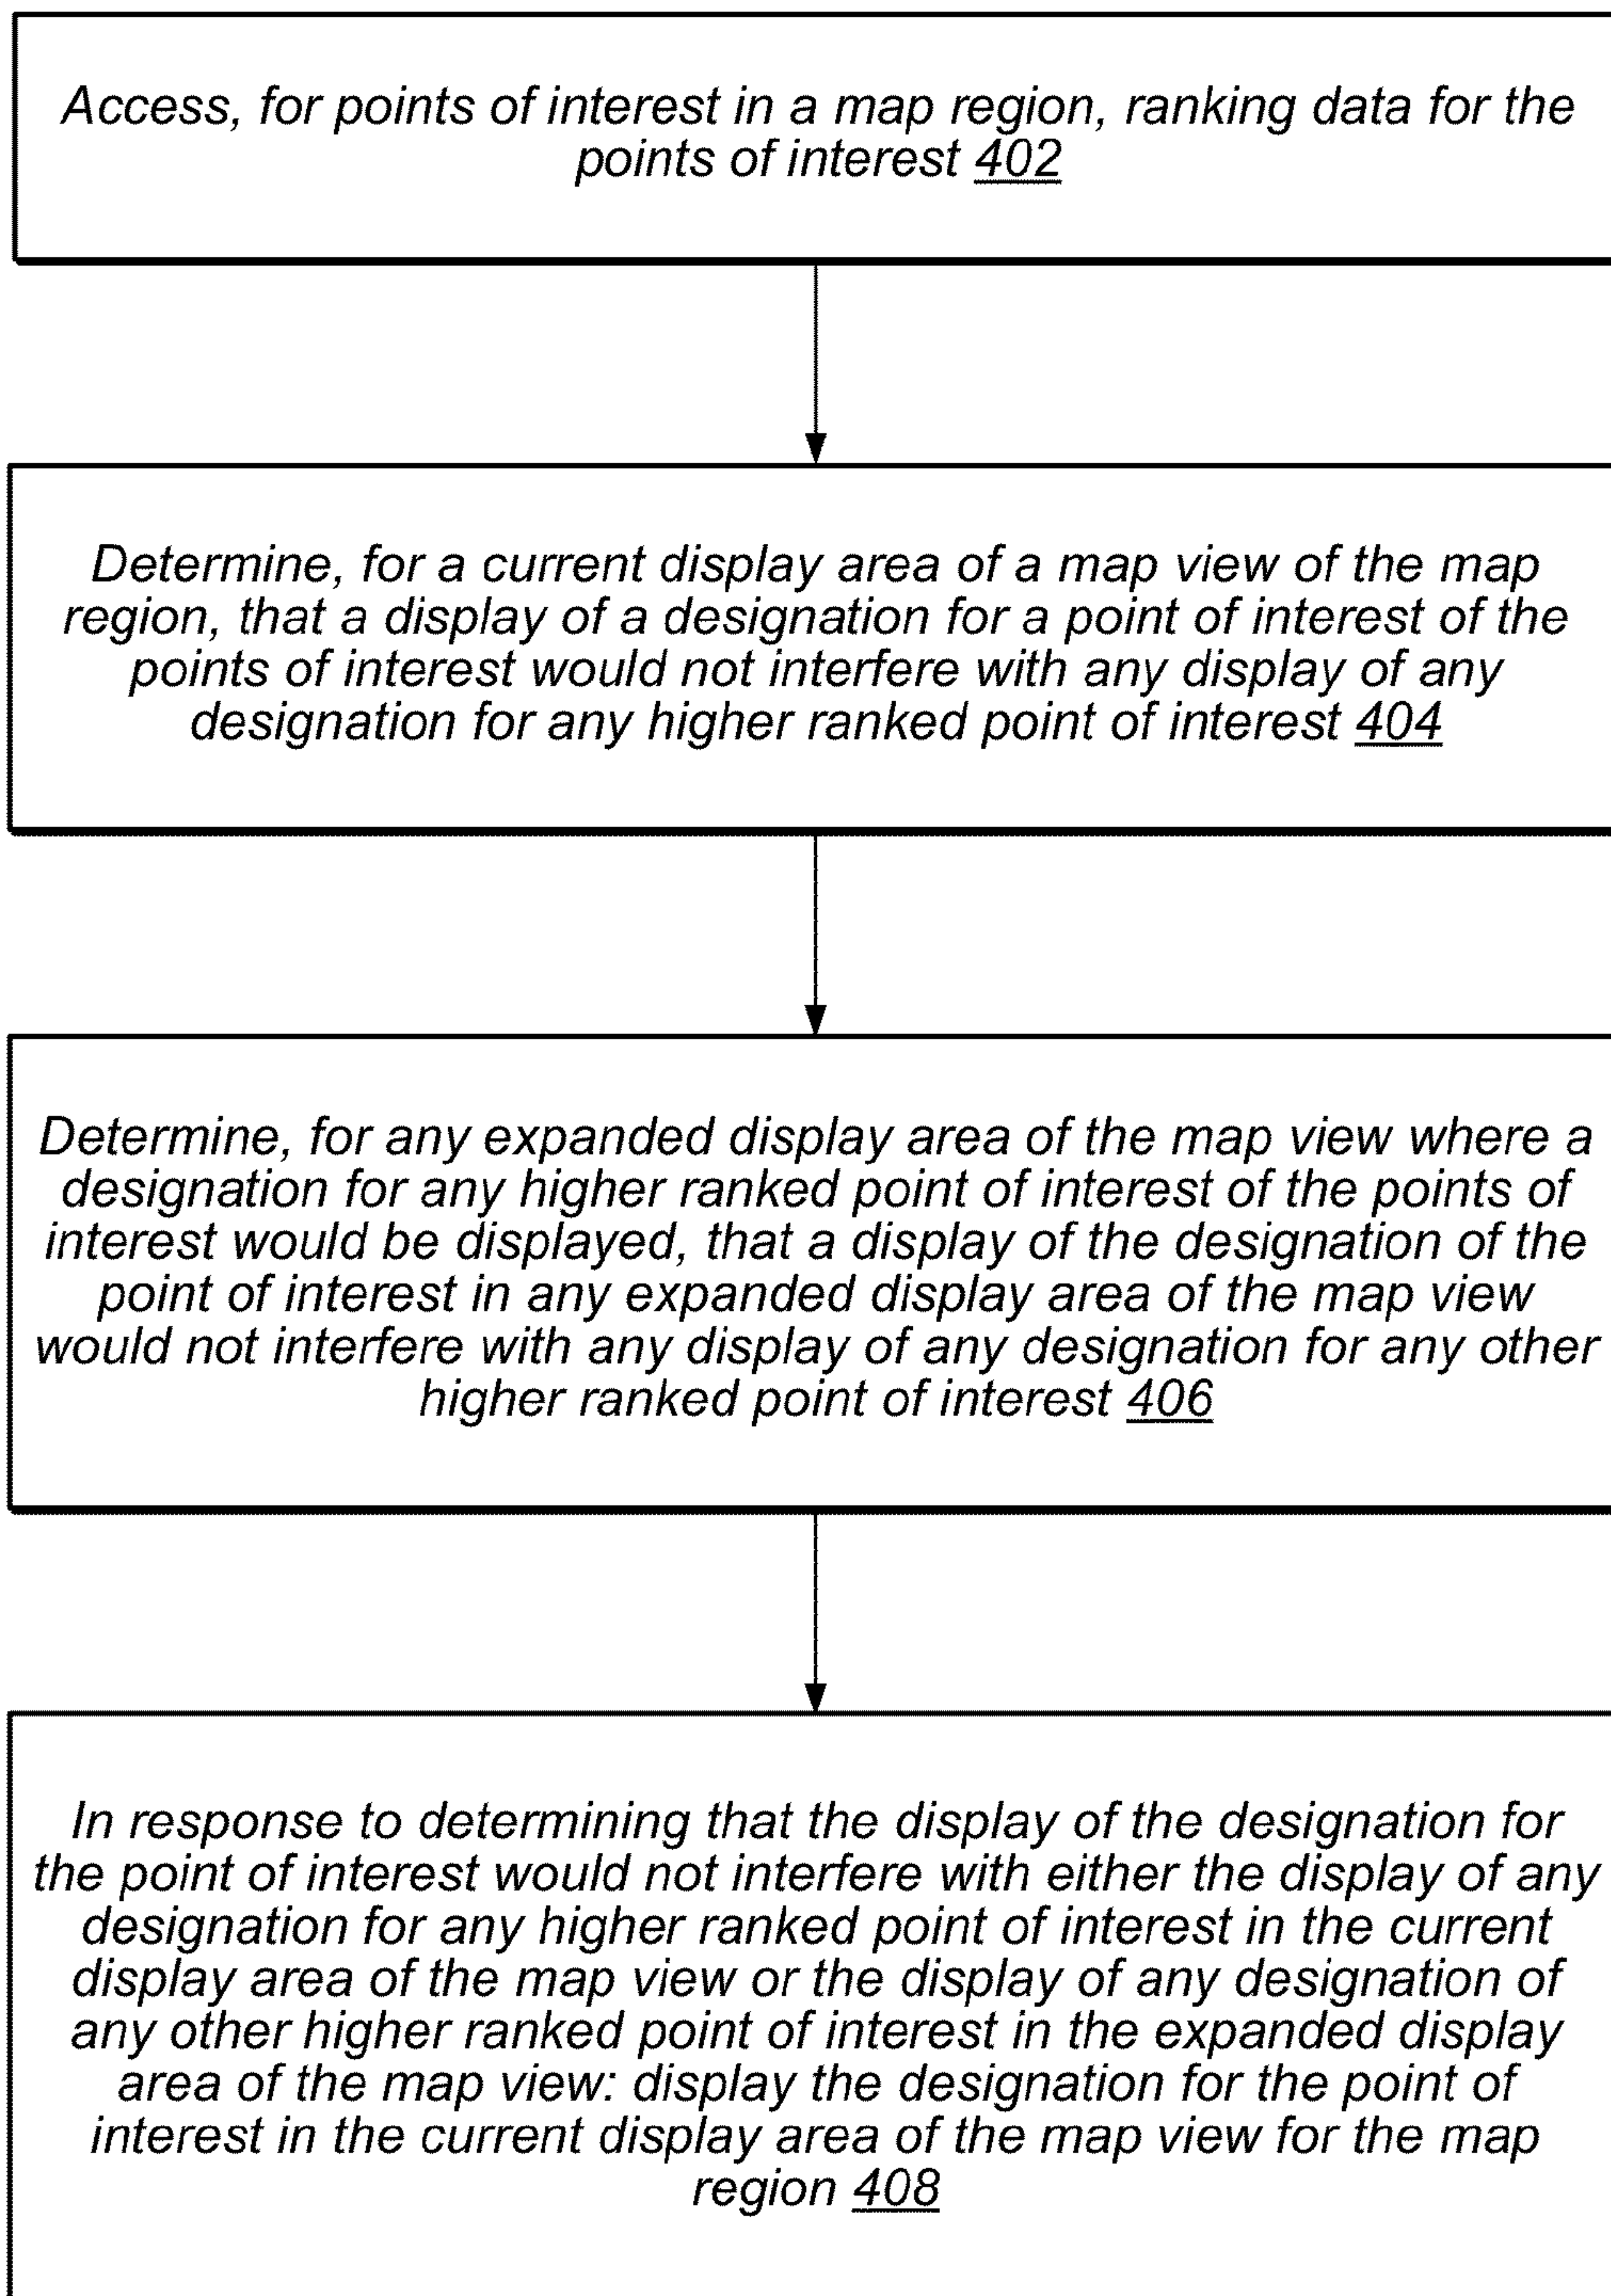 Access, for points of interest in a map region, ranking data for the
points of interest 402
Determine, for a current display area of a map view of the map
region, that a display of a designation for a point of interest of the
points of interest would not interfere with any display of any
designation for any higher ranked point of interest 404
Determine, for any expanded display area of the map view where a
designation for any higher ranked point of interest of the points of
interest would be displayed, that a display of the designation of the
point of interest in any expanded display area of the map view
would not interfere with any display of any designation for any other
higher ranked point of interest 406
In response to determining that the display of the designation for
the point of interest would not interfere with either the display of any
designation for any higher ranked point of interest in the current
display area of the map view or the display of any designation of
any other higher ranked point of interest in the expanded display
area of the map view: display the designation for the point of
interest in the current display area of the map view for the map
region 408